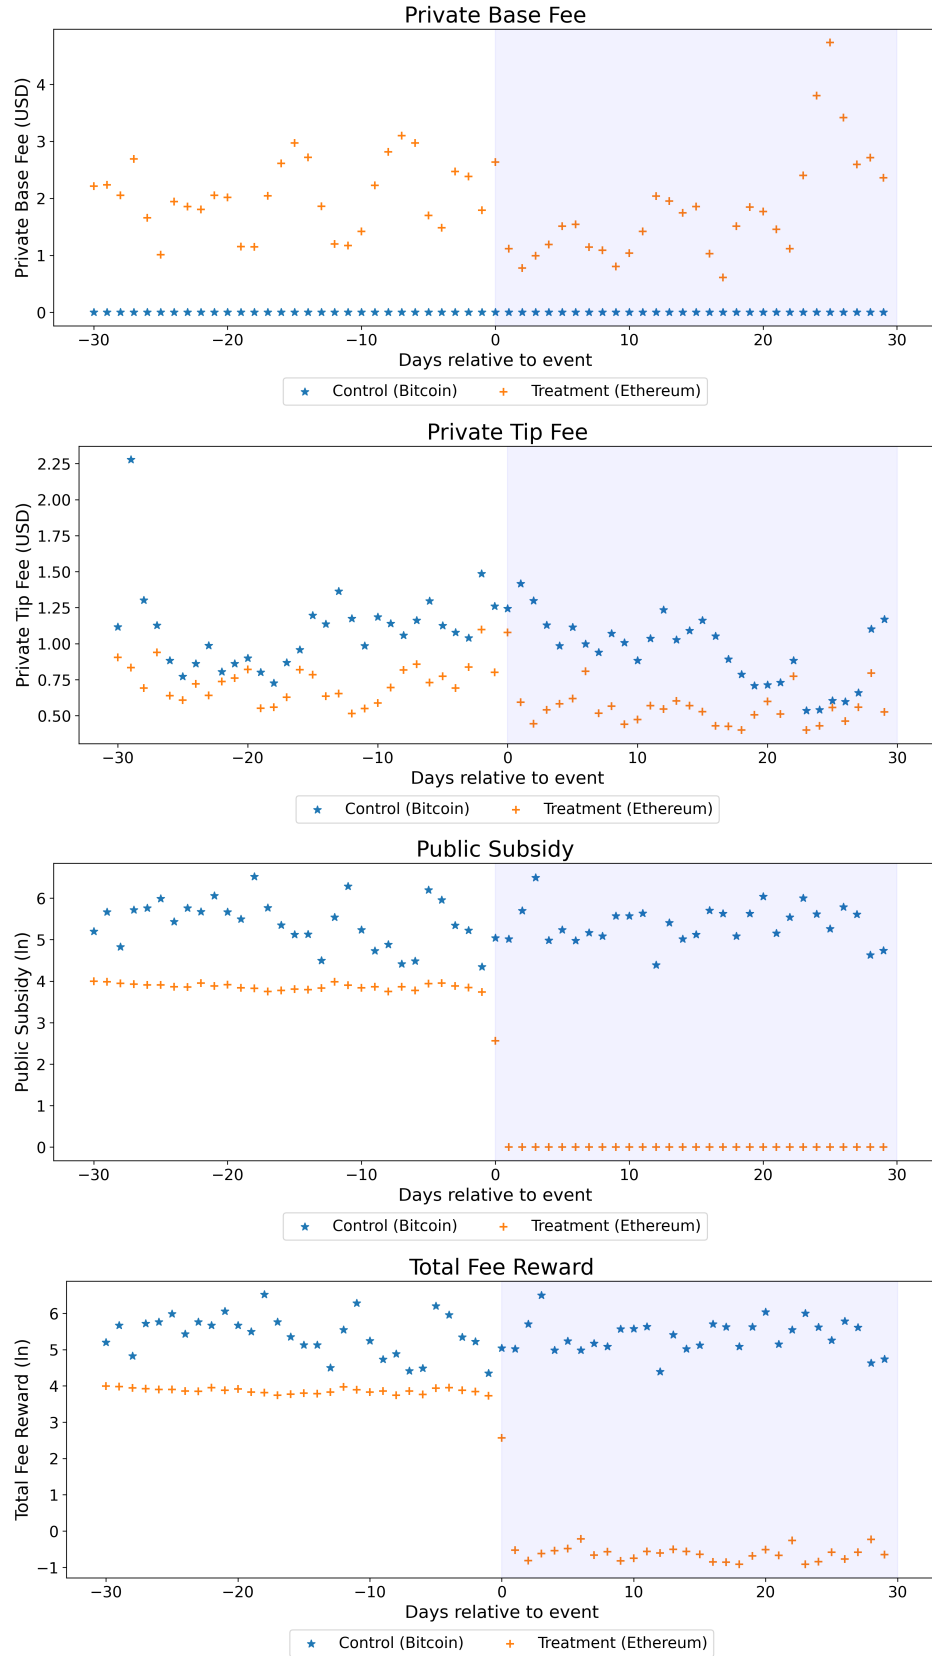 Private Base Fee
Private Base Fee (USD)
4
3
2
1
0
−30 −20 −10 0 10 20 30
Days relative to event
Control (Bitcoin) Treatment (Ethereum)
Private Tip Fee
Private Tip Fee (USD)
2.25
2.00
1.75
1.50
1.25
1.00
0.75
0.50
−30 −20 −10 0 10 20 30
Days relative to event
Control (Bitcoin) Treatment (Ethereum)
Public Subsidy
Public Subsidy (ln)
6
5
4
3
2
1
0
−30 −20 −10 0 10 20 30
Days relative to event
Control (Bitcoin) Treatment (Ethereum)
Total Fee Reward
Total Fee Reward (ln)
6
5
4
3
2
1
0
−1
−30 −20 −10 0 10 20 30
Days relative to event
Control (Bitcoin) Treatment (Ethereum)